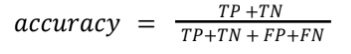 accuracy = TP+TN / TP+TN + FP+FN